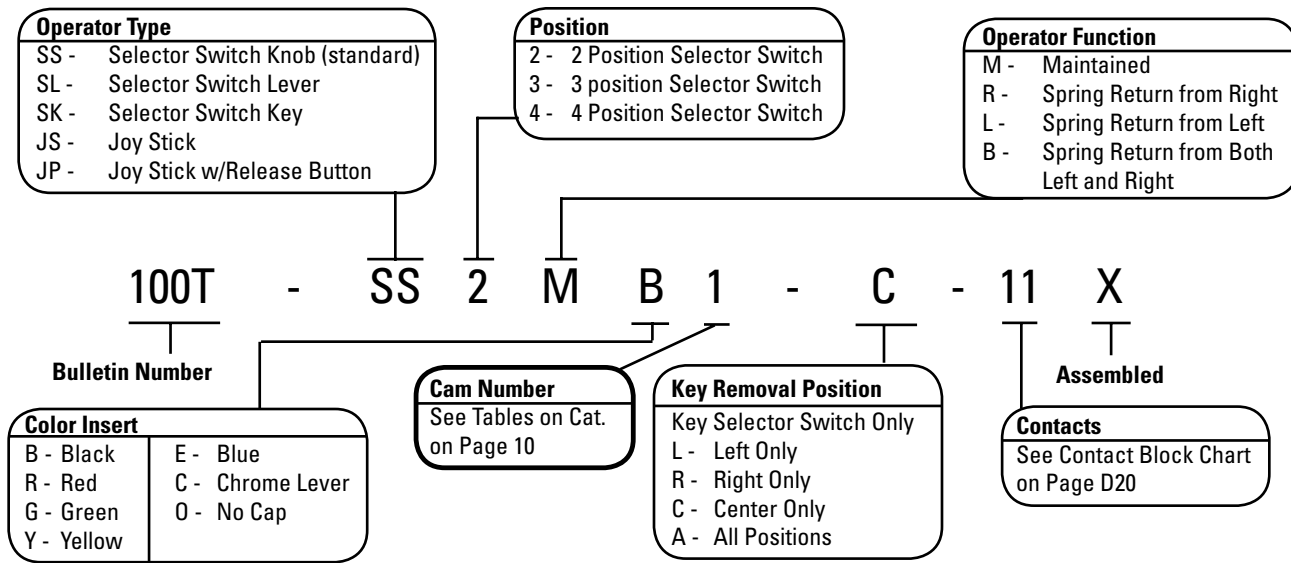 Operator Type
SS - Selector Switch Knob (standard)
SL - Selector Switch Lever
SK - Selector Switch Key
JS - Joy Stick
JP - Joy Stick w/Release Button
Position
2 - 2 Position Selector Switch
3 - 3 position Selector Switch
4 - 4 Position Selector Switch
Operator Function
M - Maintained
R - Spring Return from Right
L - Spring Return from Left
B - Spring Return from Both
Left and Right
100T - SS 2 M B 1 - C - 11 X
Bulletin Number
Assembled
Color Insert
B - Black
R - Red
G - Green
Y - Yellow
E - Blue
C - Chrome Lever
O - No Cap
Cam Number
See Tables on Cat.
on Page 10
Key Removal Position
Key Selector Switch Only
L - Left Only
R - Right Only
C - Center Only
A - All Positions
Contacts
See Contact Block Chart
on Page D20